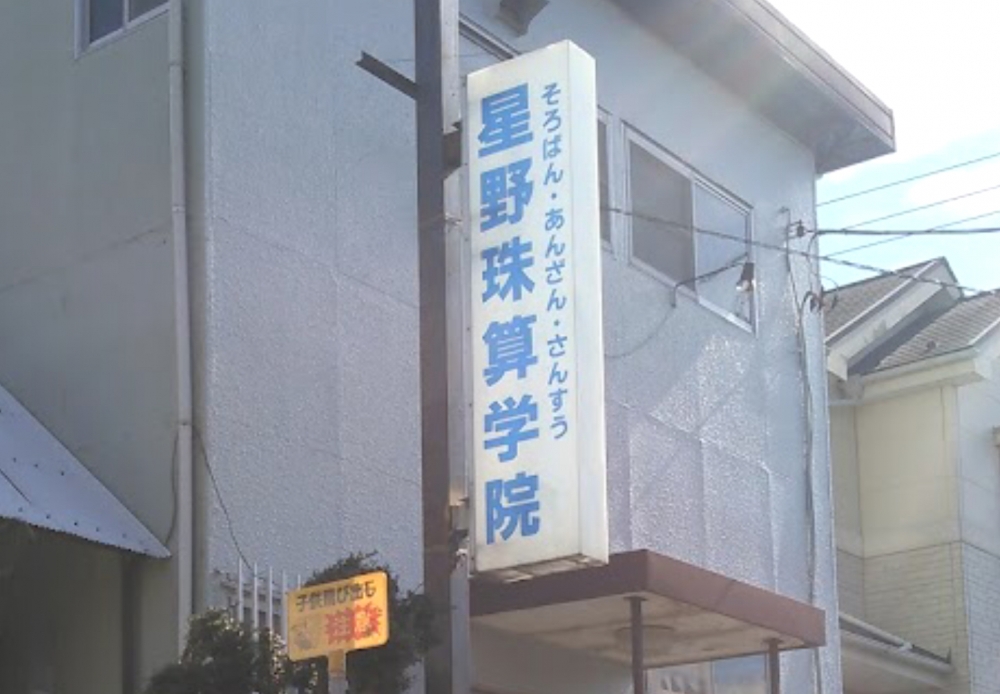 そろばん・あんざん・さんすう
星野珠算学院
子供飛び出し
注意